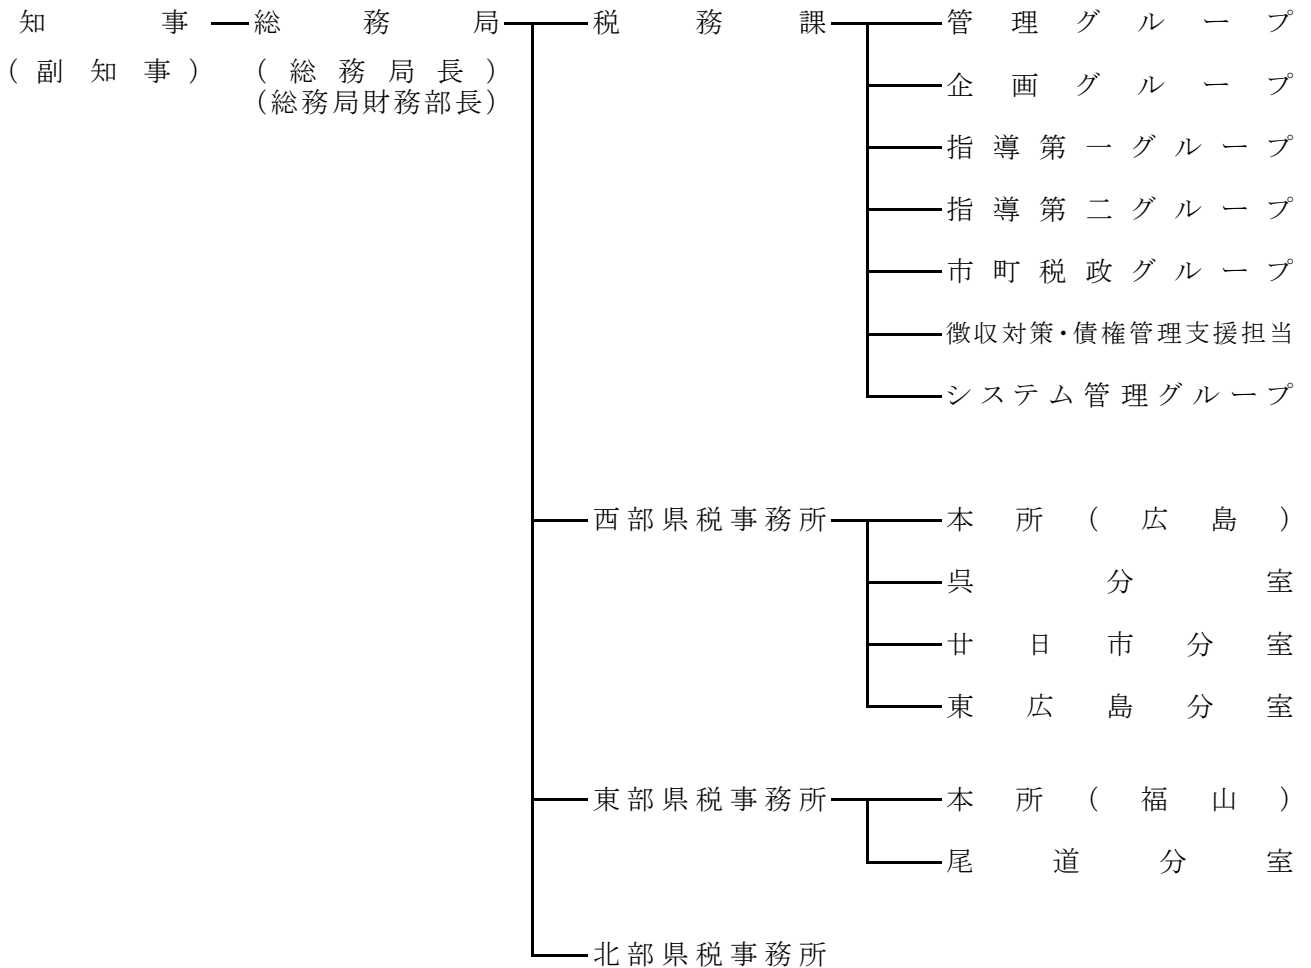 知事 総務局 税務課 管理グループ
(副知事) (総務局長)
(総務局財務部長)
企画グループ
指導第一グループ
指導第二グループ
市町税政グループ
徴収対策・債権管理支援担当
システム管理グループ
西部県税事務所 本所(広島)
呉分室
廿日市分室
東広島分室
東部県税事務所 本所(福山)
尾道分室
北部県税事務所